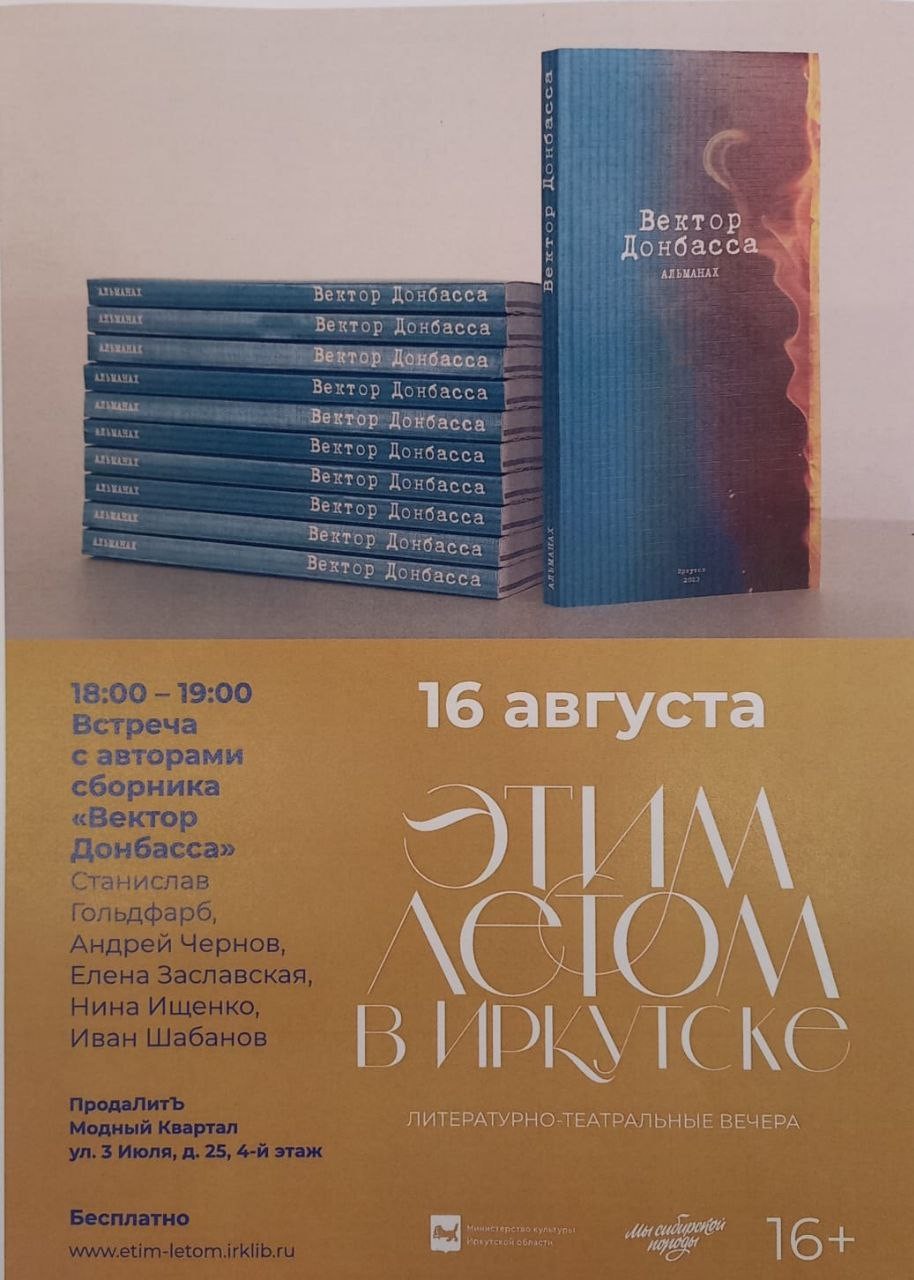 АЛЬМАНАХ Вектор Донбасса
АЛЬМАНАХ Вектор Донбасса
АЛЬМАНАХ Вектор Донбасса
АЛЬМАНАХ Вектор Донбасса
АЛЬМАНАХ Вектор Донбасса
АЛЬМАНАХ Вектор Донбасса
АЛЬМАНАХ Вектор Донбасса
АЛЬМАНАХ Вектор Донбасса
АЛЬМАНАХ Вектор Донбасса
АЛЬМАНАХ Вектор Донбасса
АЛЬМАНАХ Вектор Донбасса
Вектор
Донбасса
АЛЬМАНАХ
Иркутск
2023
18:00 – 19:00
Встреча
с авторами
сборника
«Вектор
Донбасса»
Станислав
Гольдфарб,
Андрей Чернов,
Елена Заславская,
Нина Ищенко,
Иван Шабанов
ПродаЛитЪ
Модный Квартал
ул. 3 Июля, д. 25, 4-й этаж
Бесплатно
www.etim-letom.irklib.ru
16 августа
ЭТИМ
ЛЕТОМ
В ИРКУТСКЕ
ЛИТЕРАТУРНО-ТЕАТРАЛЬНЫЕ ВЕЧЕРА
Министерство культуры
Иркутской области
Мы сибирской
породы
16+